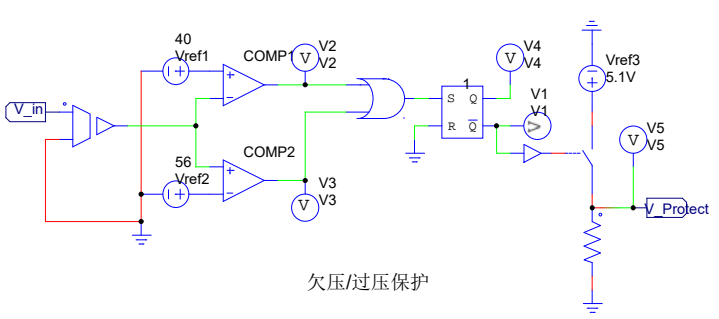 40
Vref1
COMP1
V2
V2
V
V_in
56
Vref2
COMP2
V3
V3
V
1
S Q
R Q
V4
V4
V
V1
V1
V
Vref3
5.1V
V5
V5
V
V_Protect
欠压/过压保护